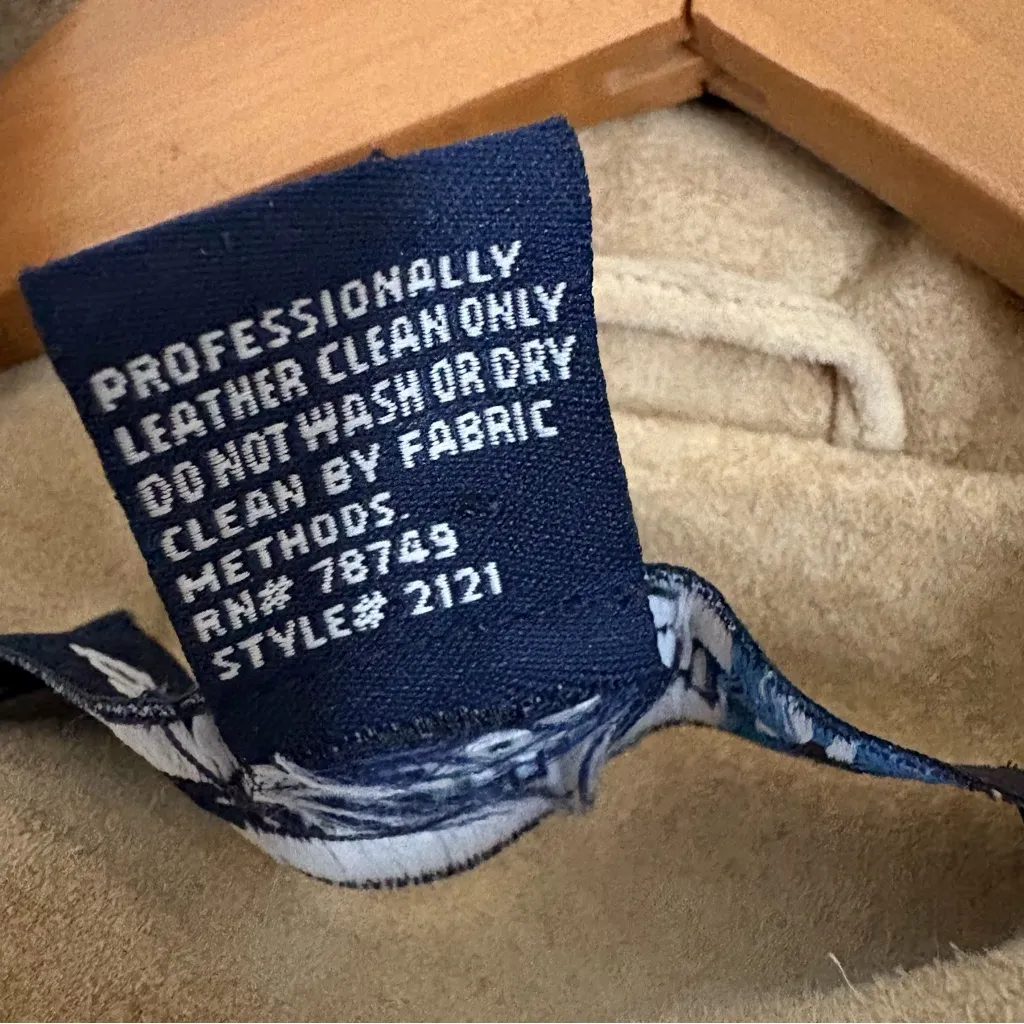 PROFESSIONALLY
LEATHER CLEAN ONLY
DO NOT WASH OR DRY
CLEAN BY FABRIC
METHODS.
RN# 78749
STYLE# 2121